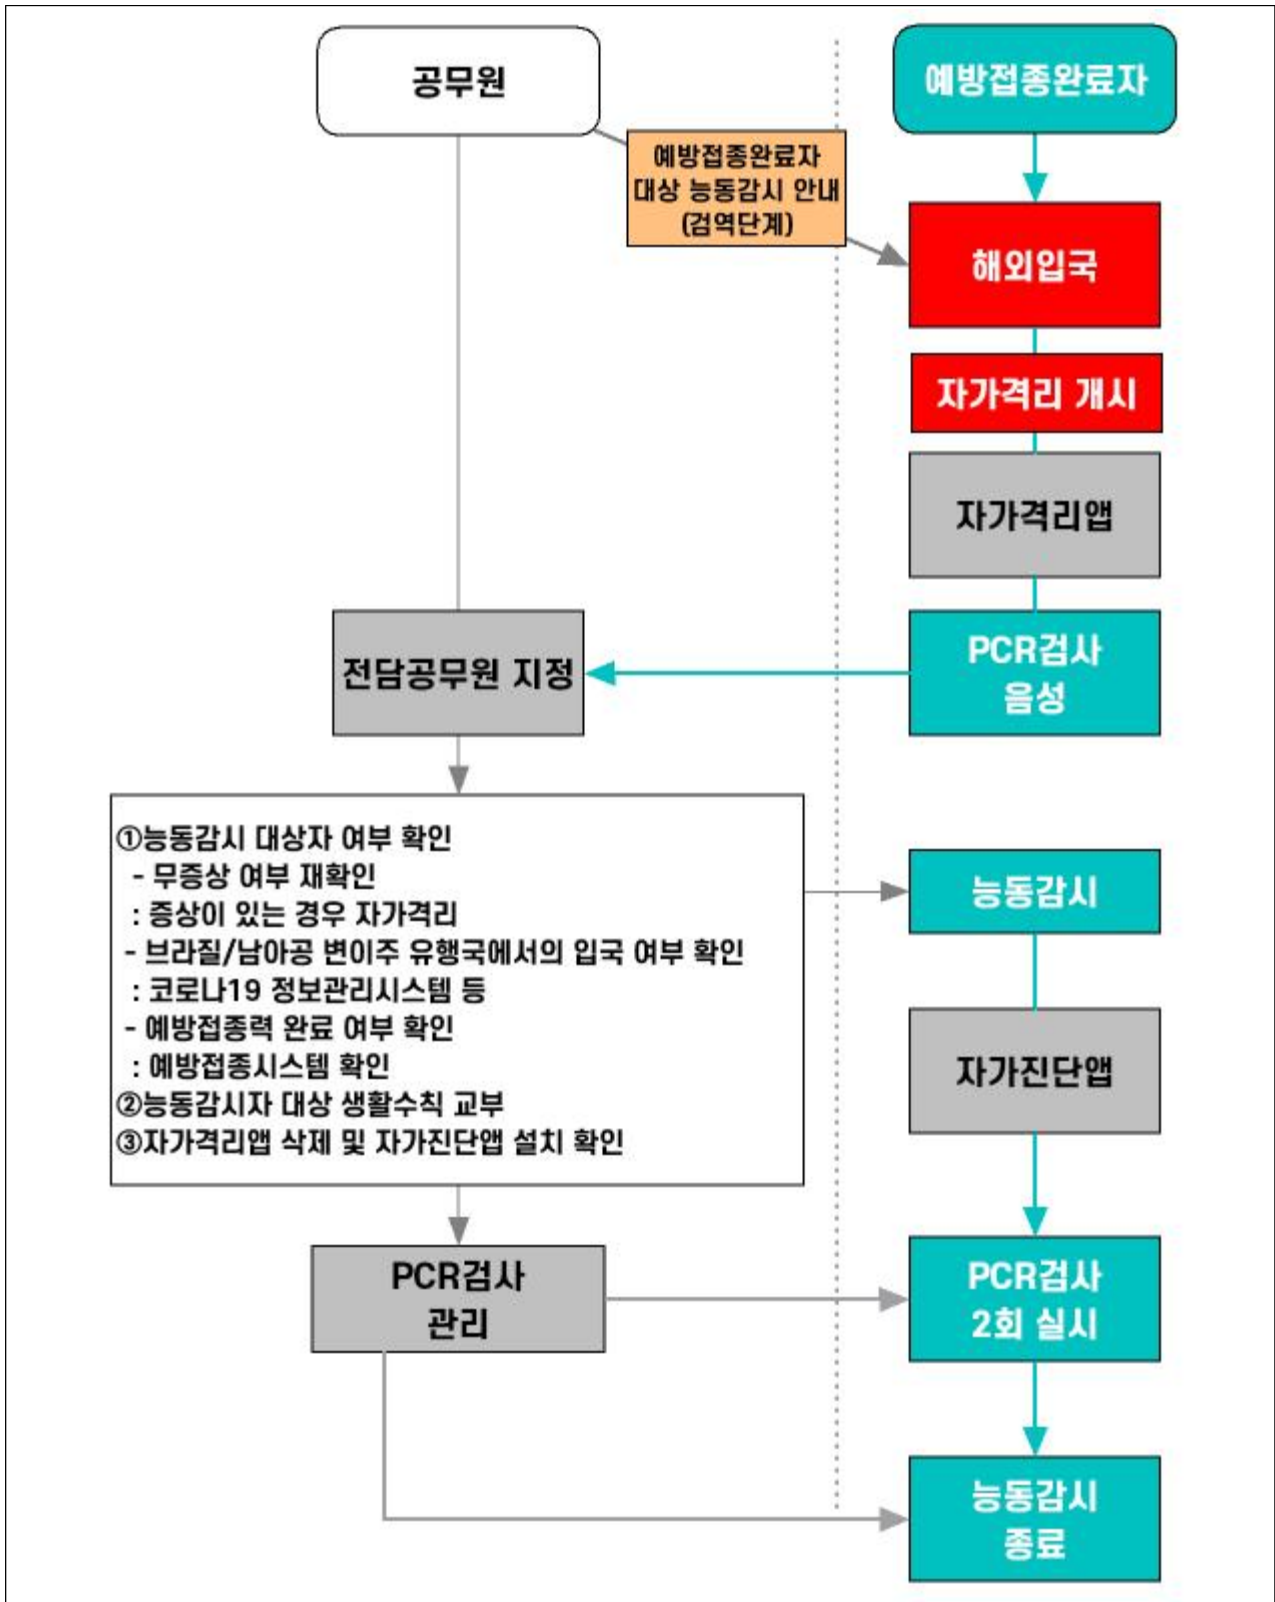 공무원
예방접종완료자
예방접종완료자
대상 능동감시 안내
(검역단계)
해외입국
자가격리 개시
자가격리앱
전담공무원 지정
PCR검사
음성
①능동감시 대상자 여부 확인
- 무증상 여부 재확인
: 증상이 있는 경우 자가격리
- 브라질/남아공 변이주 유행국에서의 입국 여부 확인
: 코로나19 정보관리시스템 등
- 예방접종력 완료 여부 확인
: 예방접종시스템 확인
②능동감시자 대상 생활수칙 교부
③자가격리앱 삭제 및 자가진단앱 설치 확인
능동감시
자가진단앱
PCR검사
관리
PCR검사
2회 실시
능동감시
종료